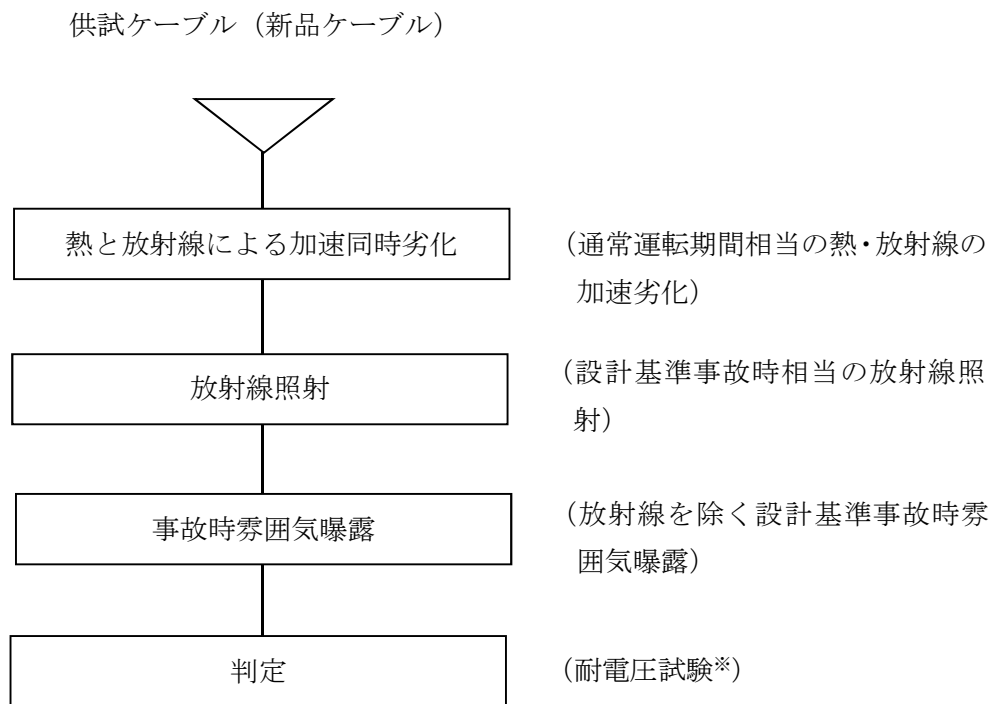 供試ケーブル（新品ケーブル）
熱と放射線による加速同時劣化
（通常運転期間相当の熱・放射線の
加速劣化）
放射線照射
（設計基準事故時相当の放射線照
射）
事故時雰囲気曝露
（放射線を除く設計基準事故時雰
囲気曝露）
判定
（耐電圧試験※）